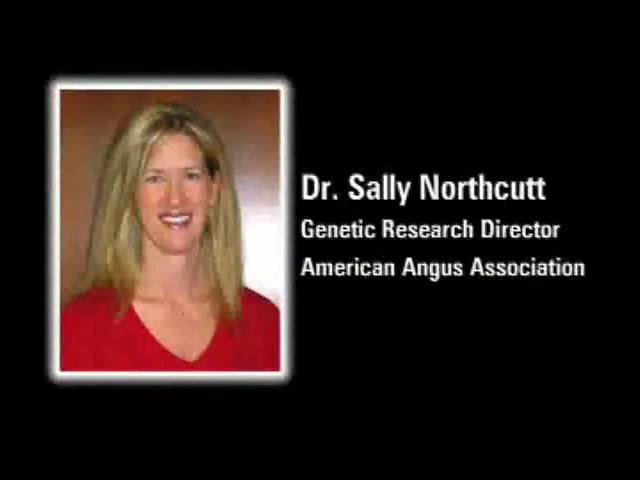 Dr. Sally Northcutt
Genetic Research Director
American Angus Association